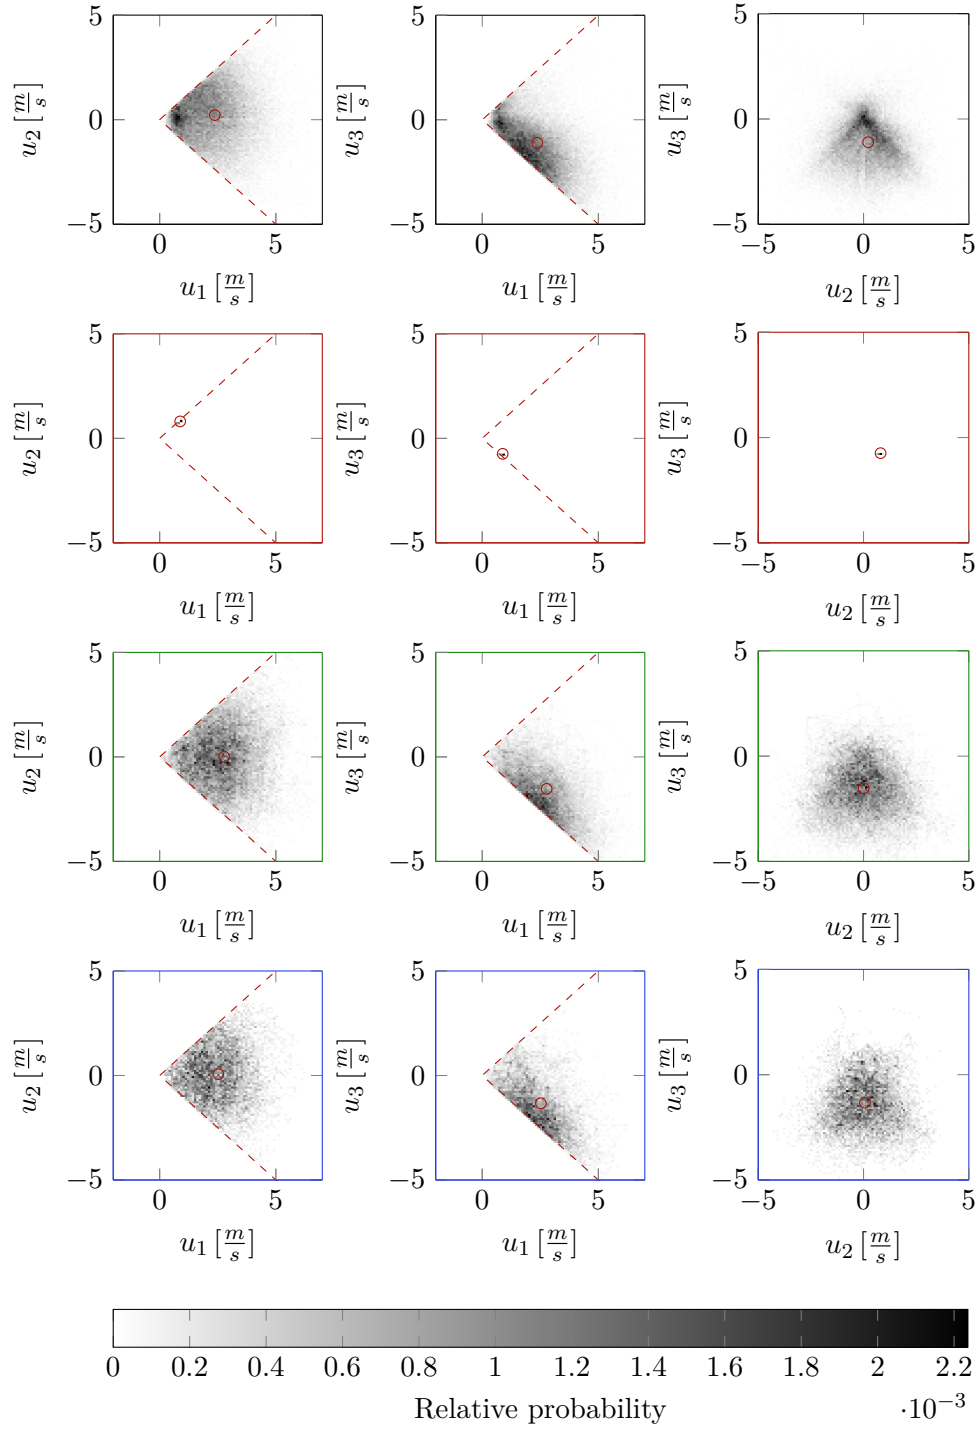 5 5 5
u₂ [m/s] 0 u₃ [m/s] 0 u₃ [m/s] 0
−5 −5 −5
0 5 0 5 −5 0 5
u₁ [m/s] u₁ [m/s] u₂ [m/s]
5 5 5
u₂ [m/s] 0 u₃ [m/s] 0 u₃ [m/s] 0
−5 −5 −5
0 5 0 5 −5 0 5
u₁ [m/s] u₁ [m/s] u₂ [m/s]
5 5 5
u₂ [m/s] 0 u₃ [m/s] 0 u₃ [m/s] 0
−5 −5 −5
0 5 0 5 −5 0 5
u₁ [m/s] u₁ [m/s] u₂ [m/s]
5 5 5
u₂ [m/s] 0 u₃ [m/s] 0 u₃ [m/s] 0
−5 −5 −5
0 5 0 5 −5 0 5
u₁ [m/s] u₁ [m/s] u₂ [m/s]
0 0.2 0.4 0.6 0.8 1 1.2 1.4 1.6 1.8 2 2.2
Relative probability ·10⁻³